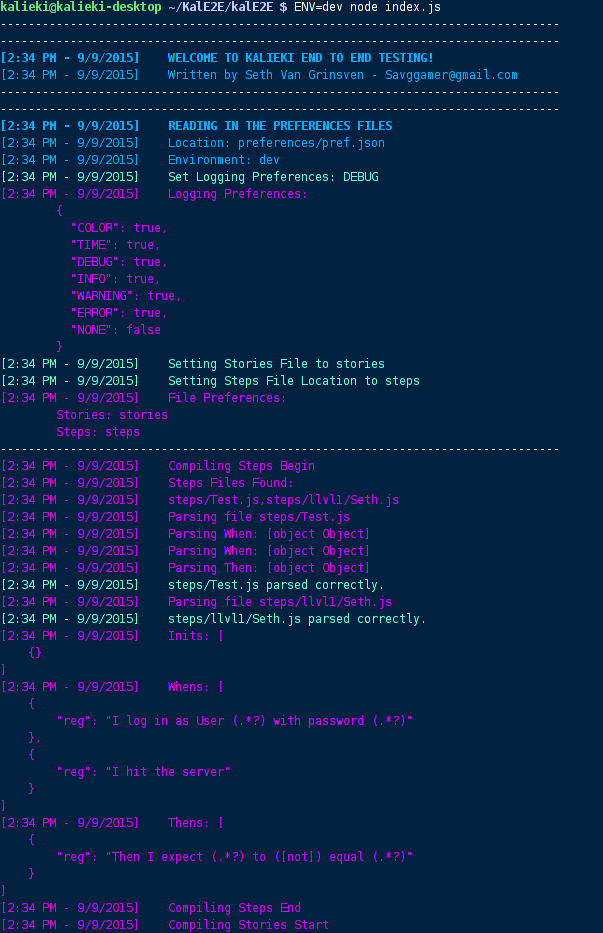 kalieki@kalieki-desktop ~/KalE2E/kalE2E $ ENV=dev node index.js
--------------------------------------------------------------------------------
--------------------------------------------------------------------------------
[2:34 PM - 9/9/2015]    WELCOME TO KALIEKI END TO END TESTING!
[2:34 PM - 9/9/2015]    Written by Seth Van Grinsven - Savggamer@gmail.com
--------------------------------------------------------------------------------
--------------------------------------------------------------------------------
[2:34 PM - 9/9/2015]    READING IN THE PREFERENCES FILES
[2:34 PM - 9/9/2015]    Location: preferences/pref.json
[2:34 PM - 9/9/2015]    Environment: dev
[2:34 PM - 9/9/2015]    Set Logging Preferences: DEBUG
[2:34 PM - 9/9/2015]    Logging Preferences:
        {
          "COLOR": true,
          "TIME": true,
          "DEBUG": true,
          "INFO": true,
          "WARNING": true,
          "ERROR": true,
          "NONE": false
        }
[2:34 PM - 9/9/2015]    Setting Stories File to stories
[2:34 PM - 9/9/2015]    Setting Steps File Location to steps
[2:34 PM - 9/9/2015]    File Preferences:
        Stories: stories
        Steps: steps
--------------------------------------------------------------------------------
[2:34 PM - 9/9/2015]    Compiling Steps Begin
[2:34 PM - 9/9/2015]    Steps Files Found:
[2:34 PM - 9/9/2015]    steps/Test.js,steps/llvl1/Seth.js
[2:34 PM - 9/9/2015]    Parsing file steps/Test.js
[2:34 PM - 9/9/2015]    Parsing When: [object Object]
[2:34 PM - 9/9/2015]    Parsing When: [object Object]
[2:34 PM - 9/9/2015]    Parsing Then: [object Object]
[2:34 PM - 9/9/2015]    steps/Test.js parsed correctly.
[2:34 PM - 9/9/2015]    Parsing file steps/llvl1/Seth.js
[2:34 PM - 9/9/2015]    steps/llvl1/Seth.js parsed correctly.
[2:34 PM - 9/9/2015]    Inits: [
    {}
]
[2:34 PM - 9/9/2015]    Whens: [
    {
        "reg": "I log in as User (.*?) with password (.*?)"
    },
    {
        "reg": "I hit the server"
    }
]
[2:34 PM - 9/9/2015]    Thens: [
    {
        "reg": "Then I expect (.*?) to ([not]) equal (.*?)"
    }
]
[2:34 PM - 9/9/2015]    Compiling Steps End
[2:34 PM - 9/9/2015]    Compiling Stories Start